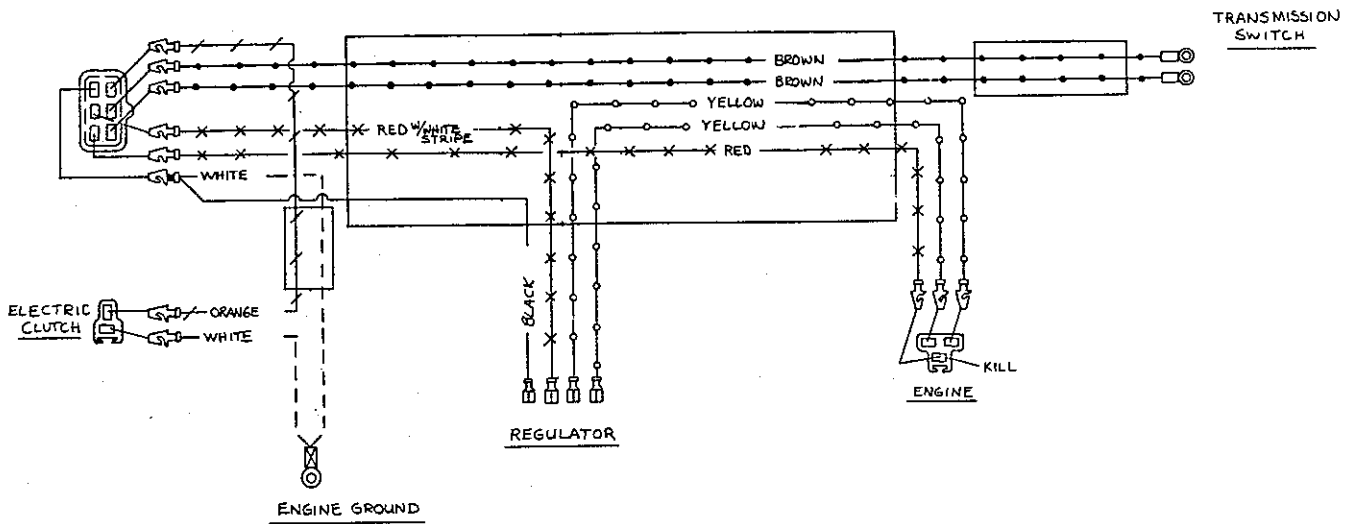 TRANSMISSION
SWITCH
BROWN
BROWN
YELLOW
YELLOW
RED W/WHITE
STRIPE
RED
WHITE
ELECTRIC
CLUTCH
ORANGE
WHITE
BLACK
KILL
ENGINE
REGULATOR
ENGINE GROUND